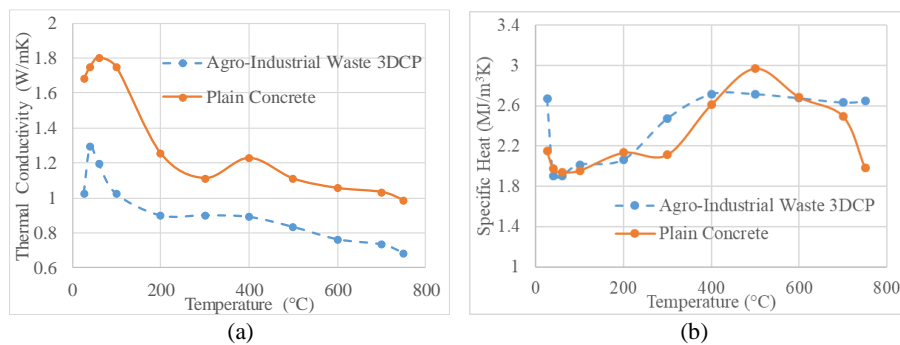 2
1.8
1.6
1.4
1.2
1
0.8
0.6
Thermal Conductivity (W/mK)
Agro-Industrial Waste 3DCP
Plain Concrete
0 200 400 600 800
Temperature (°C)
(a)
3.8
3.4
3
2.6
2.2
1.8
1.4
1
Specific Heat (MJ/m³K)
Agro-Industrial Waste 3DCP
Plain Concrete
0 200 400 600 800
Temperature (°C)
(b)